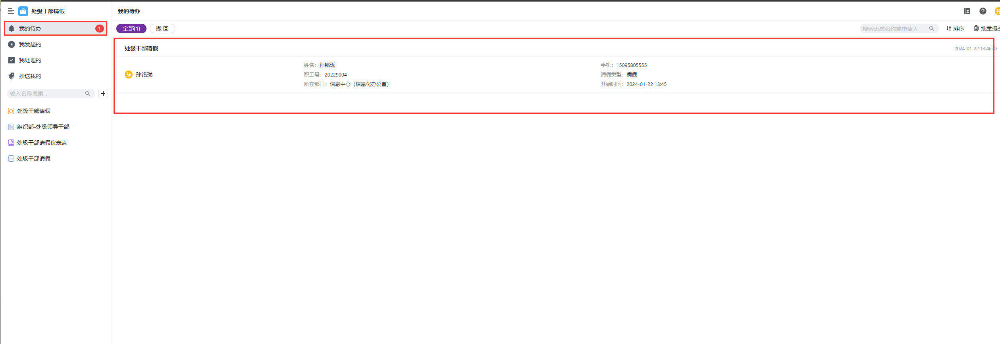 处级干部请假
我的待办
我的待办
1
全部(1)
撤 回
搜索表单名称或申请人
排序
批量提交
我发起的
我处理的
抄送我的
输入名称搜索...
处级干部请假
组织部-处级领导干部
处级干部请假仪表盘
处级干部请假
处级干部请假
2024-01-22 13:46:33
孙
孙铭珑
姓名：孙铭珑
手机：15095805555
职工号：20229004
请假类型：病假
所在部门：信息中心（信息化办公室）
开始时间：2024-01-22 13:45